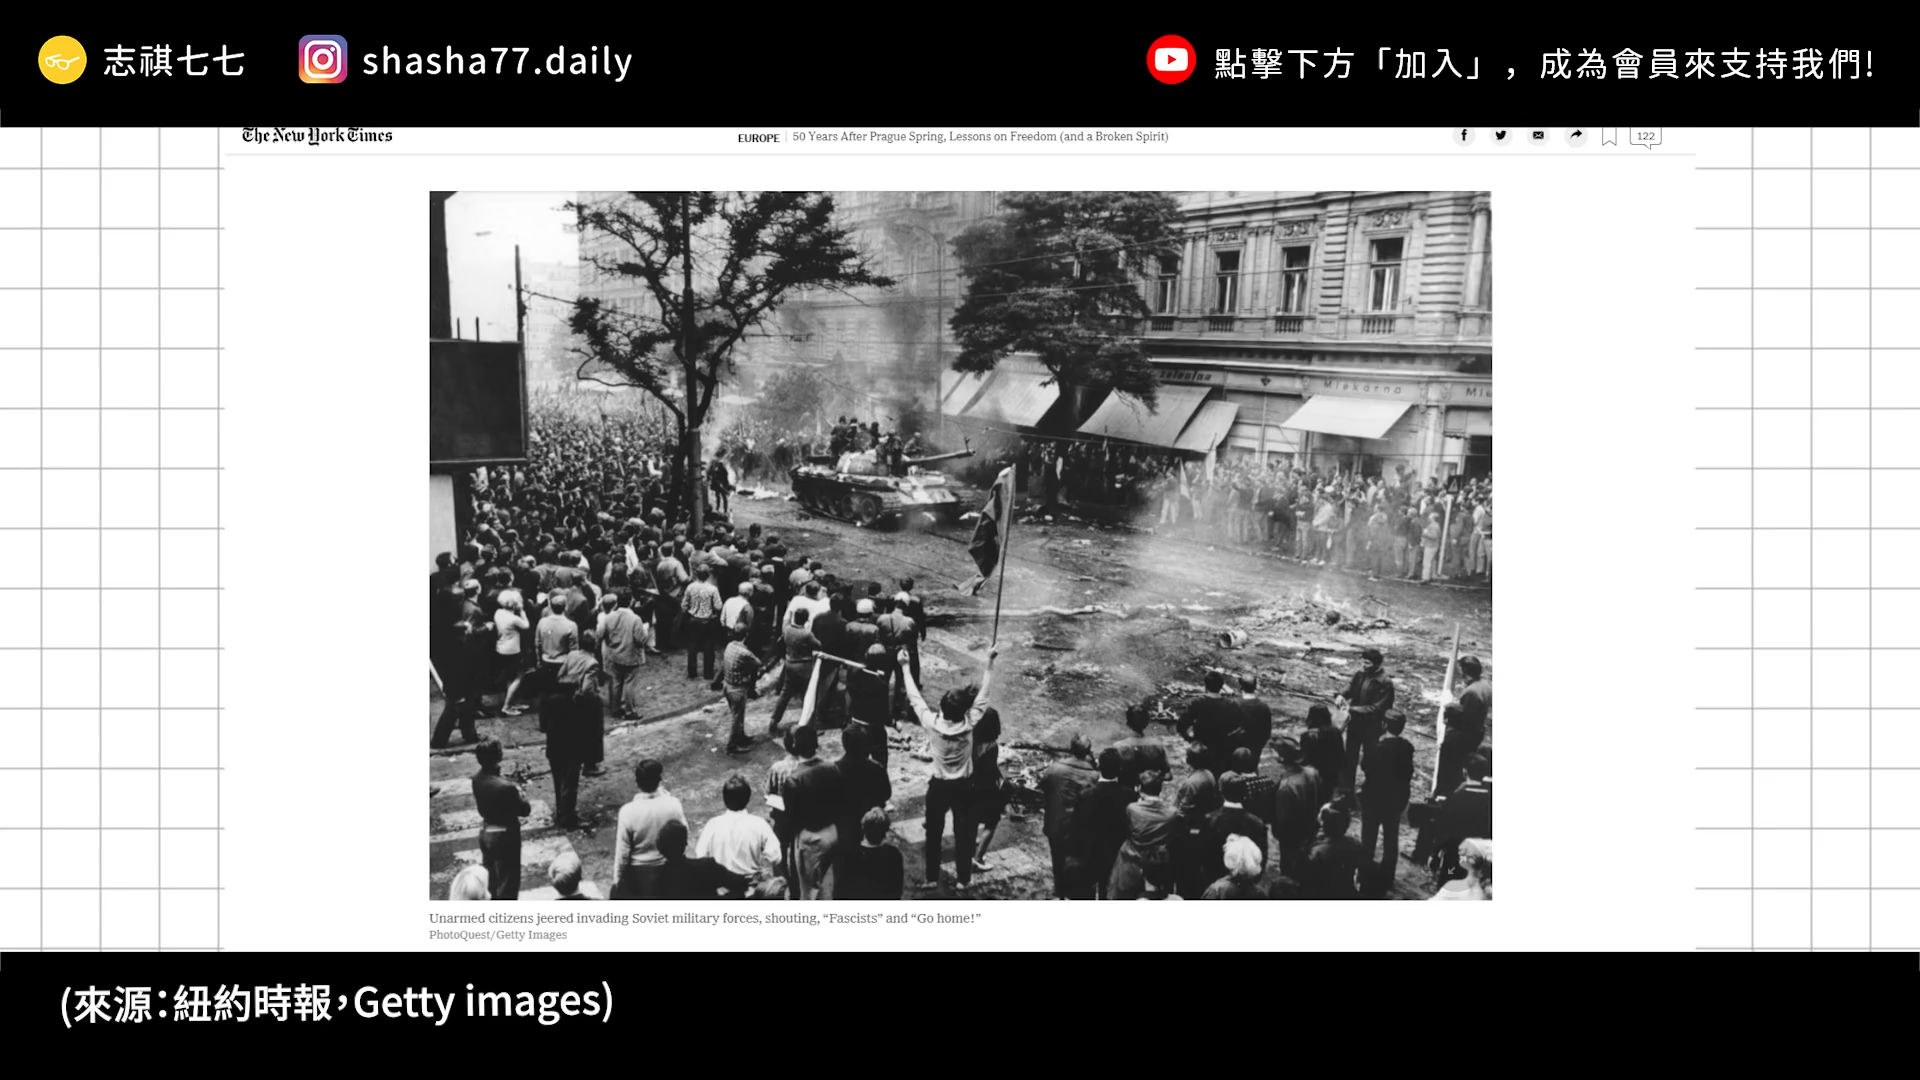 志祺七七
shasha77.daily
點擊下方「加入」，成為會員來支持我們!
The New York Times
EUROPE | 50 Years After Prague Spring, Lessons on Freedom (and a Broken Spirit)
122
Mlekárna
Unarmed citizens jeered invading Soviet military forces, shouting, “Fascists” and “Go home!”
PhotoQuest/Getty Images
(來源：紐約時報，Getty images)